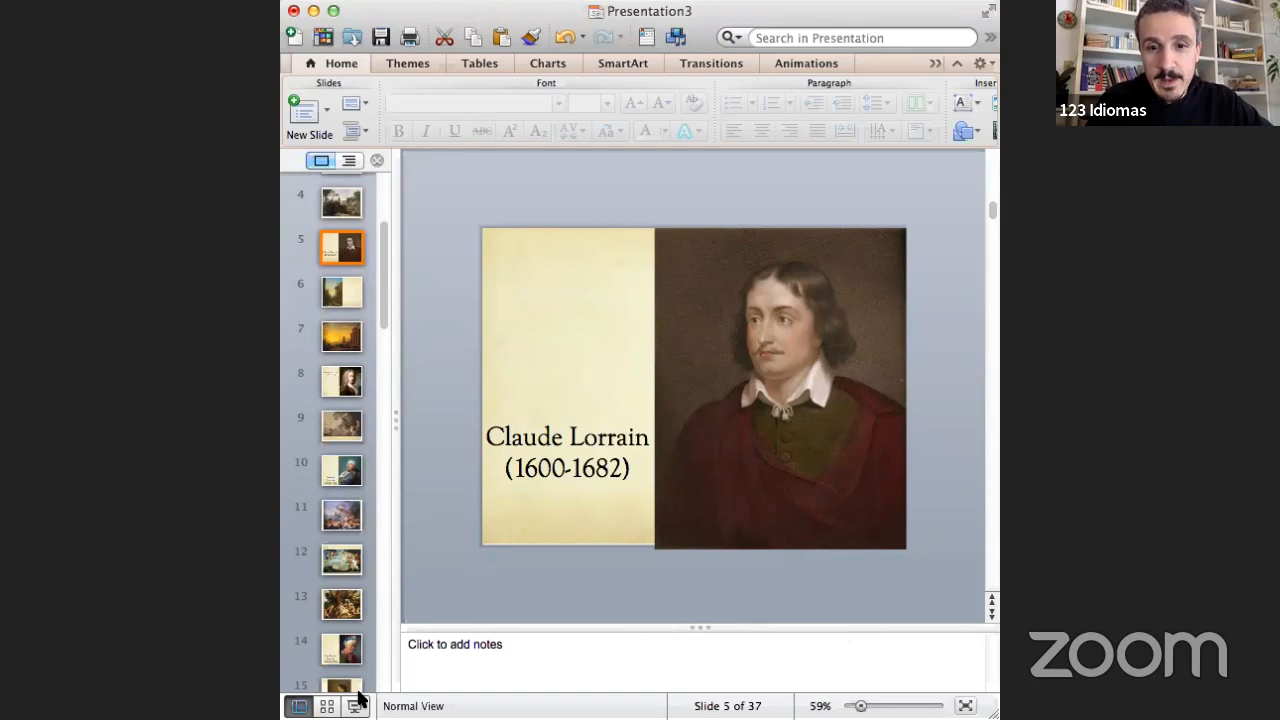 Presentation3
Search in Presentation
Home
Themes
Tables
Charts
SmartArt
Transitions
Animations
Slides
Font
Paragraph
Inser
New Slide
4
5
6
7
8
9
10
11
12
13
14
15
Claude Lorrain
(1600-1682)
Click to add notes
Normal View
Slide 5 of 37
59%
123 Idiomas
zoom